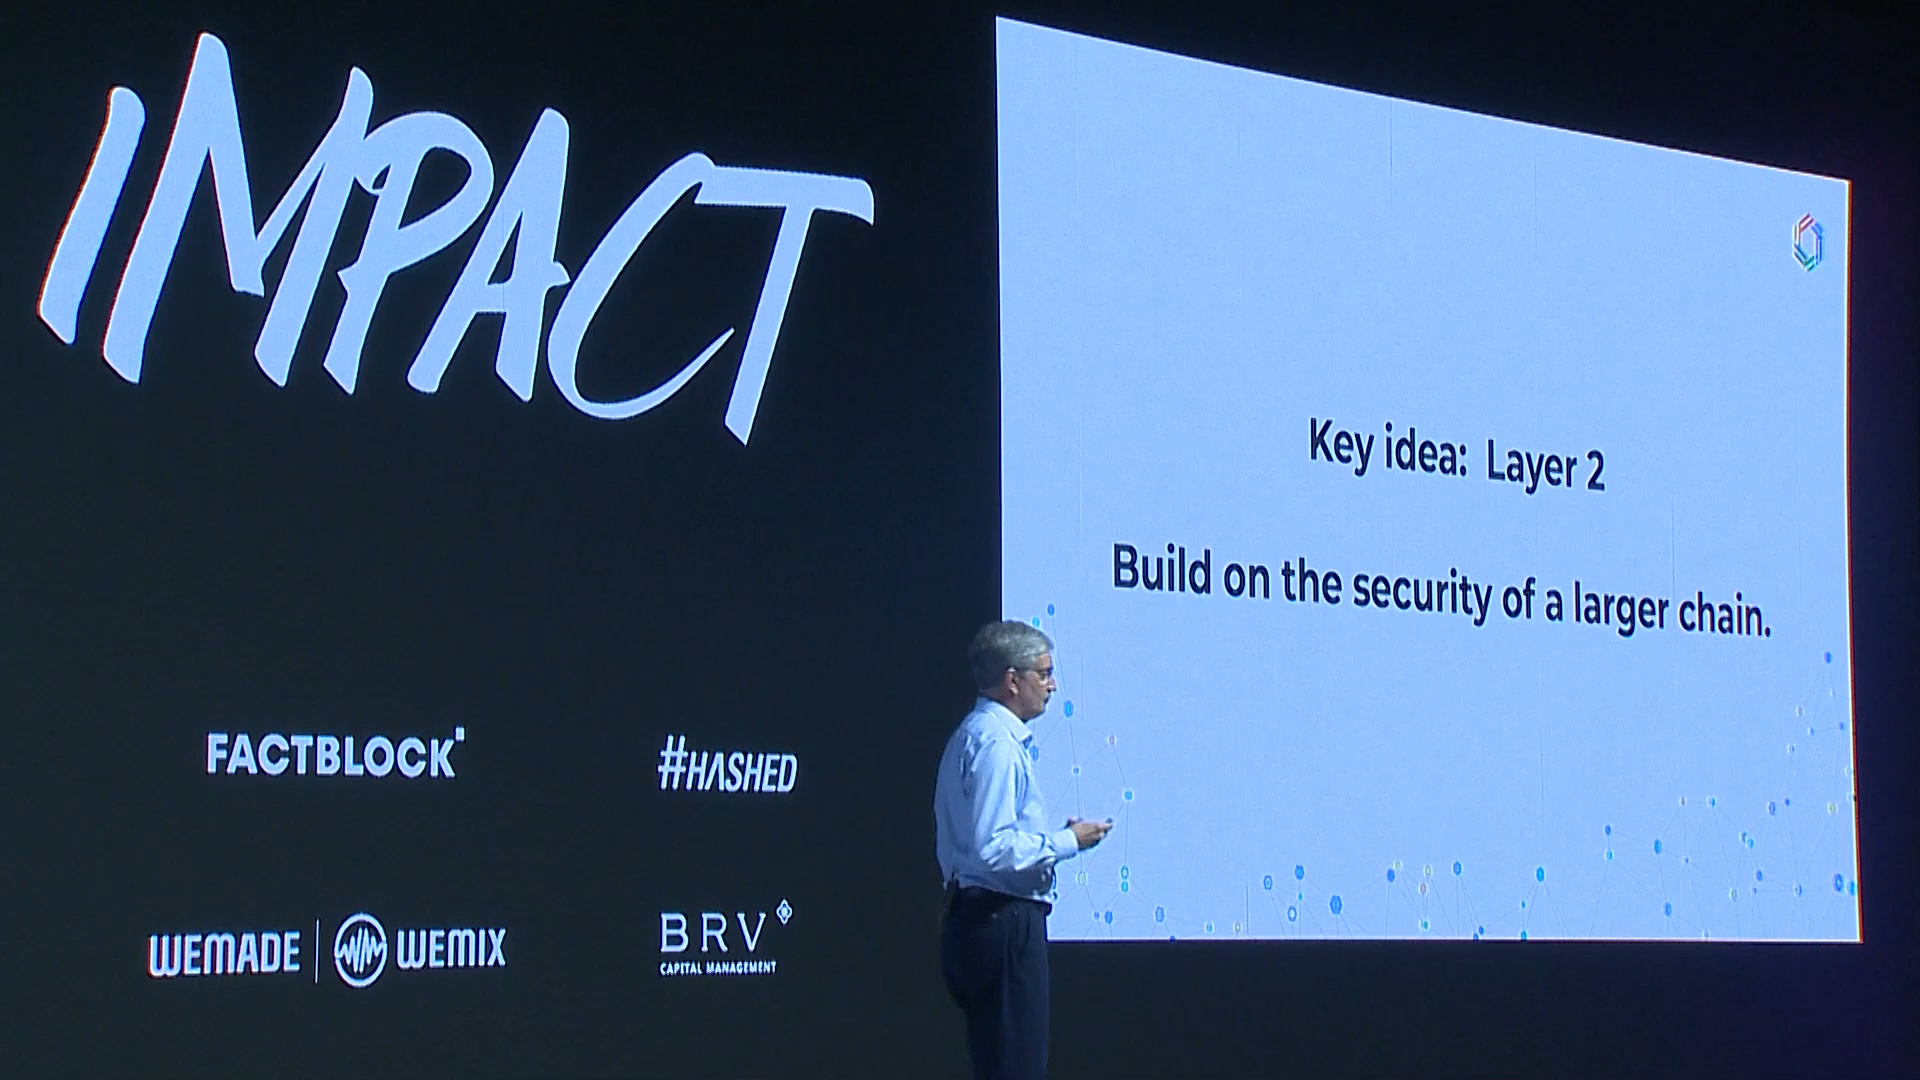 IMPACT
Key idea: Layer 2
Build on the security of a larger chain.
FACTBLOCK
#HASHED
WEMADE | WEMIX
BRV
CAPITAL MANAGEMENT